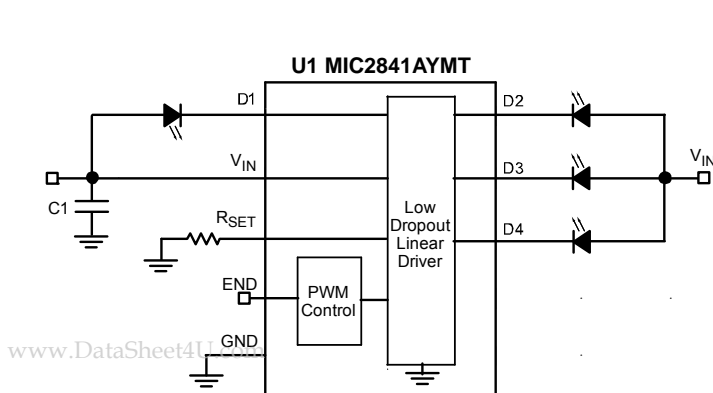 U1 MIC2841AYMT
D1
D2
VIN
D3
VIN
C1
RSET
Low
Dropout
Linear
Driver
D4
END
PWM
Control
GND
www.DataSheet4U.com